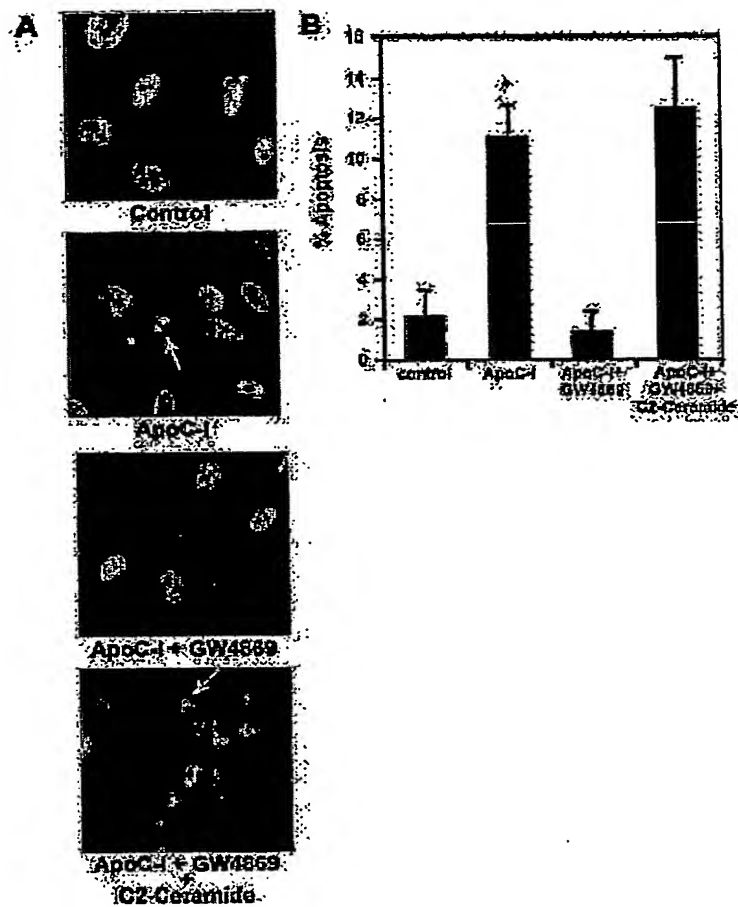 A
Control
ApoC-I
ApoC-I + GW4869
ApoC-I + GW4869
+
C2-Ceramide
B
% Apoptosis
16
14
12
10
8
6
4
2
0
control
ApoC-I
ApoC-I+
GW4869
ApoC-I+
GW4869+
C2-Ceramide